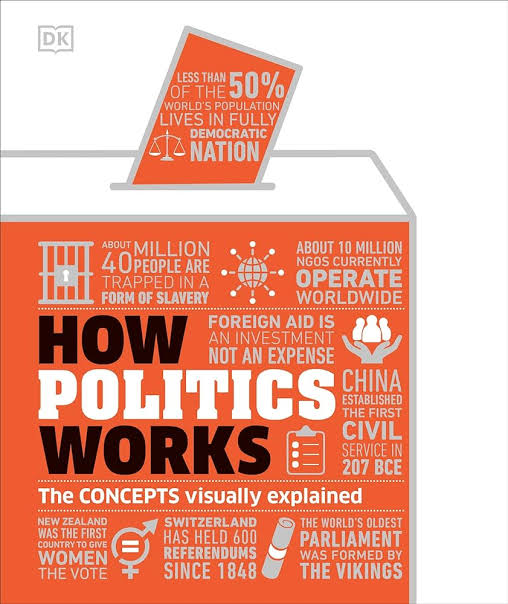 DK
LESS THAN
OF THE 50%
WORLD'S POPULATION
LIVES IN FULLY
DEMOCRATIC
NATION
ABOUT
40 MILLION
PEOPLE ARE
TRAPPED IN A
FORM OF SLAVERY
ABOUT 10 MILLION
NGOS CURRENTLY
OPERATE
WORLDWIDE
HOW
POLITICS
WORKS
FOREIGN AID IS
AN INVESTMENT
NOT AN EXPENSE
CHINA
ESTABLISHED
THE FIRST
CIVIL
SERVICE IN
207 BCE
The CONCEPTS visually explained
NEW ZEALAND
WAS THE FIRST
COUNTRY TO GIVE
WOMEN
THE VOTE
SWITZERLAND
HAS HELD 600
REFERENDUMS
SINCE 1848
THE WORLD'S OLDEST
PARLIAMENT
WAS FORMED BY
THE VIKINGS